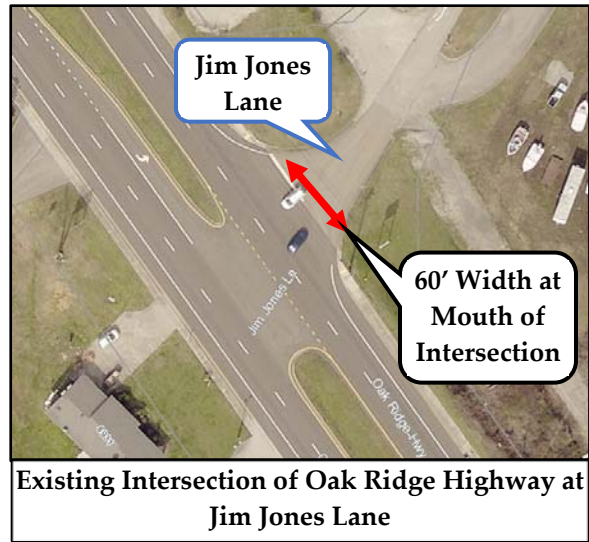 Jim Jones
Lane
60’ Width at
Mouth of
Intersection
Jim Jones Ln
Oak Ridge-Hwy
Existing Intersection of Oak Ridge Highway at
Jim Jones Lane